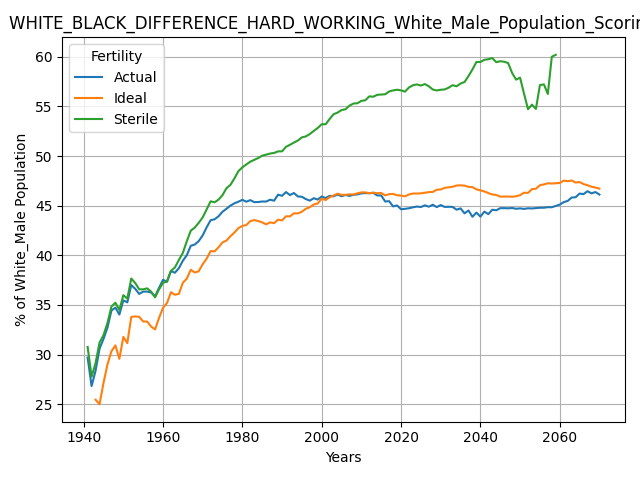 WHITE_BLACK_DIFFERENCE_HARD_WORKING_White_Male_Population_Scorin
Fertility
Actual
Ideal
Sterile
% of White_Male Population
60
55
50
45
40
35
30
25
1940 1960 1980 2000 2020 2040 2060
Years